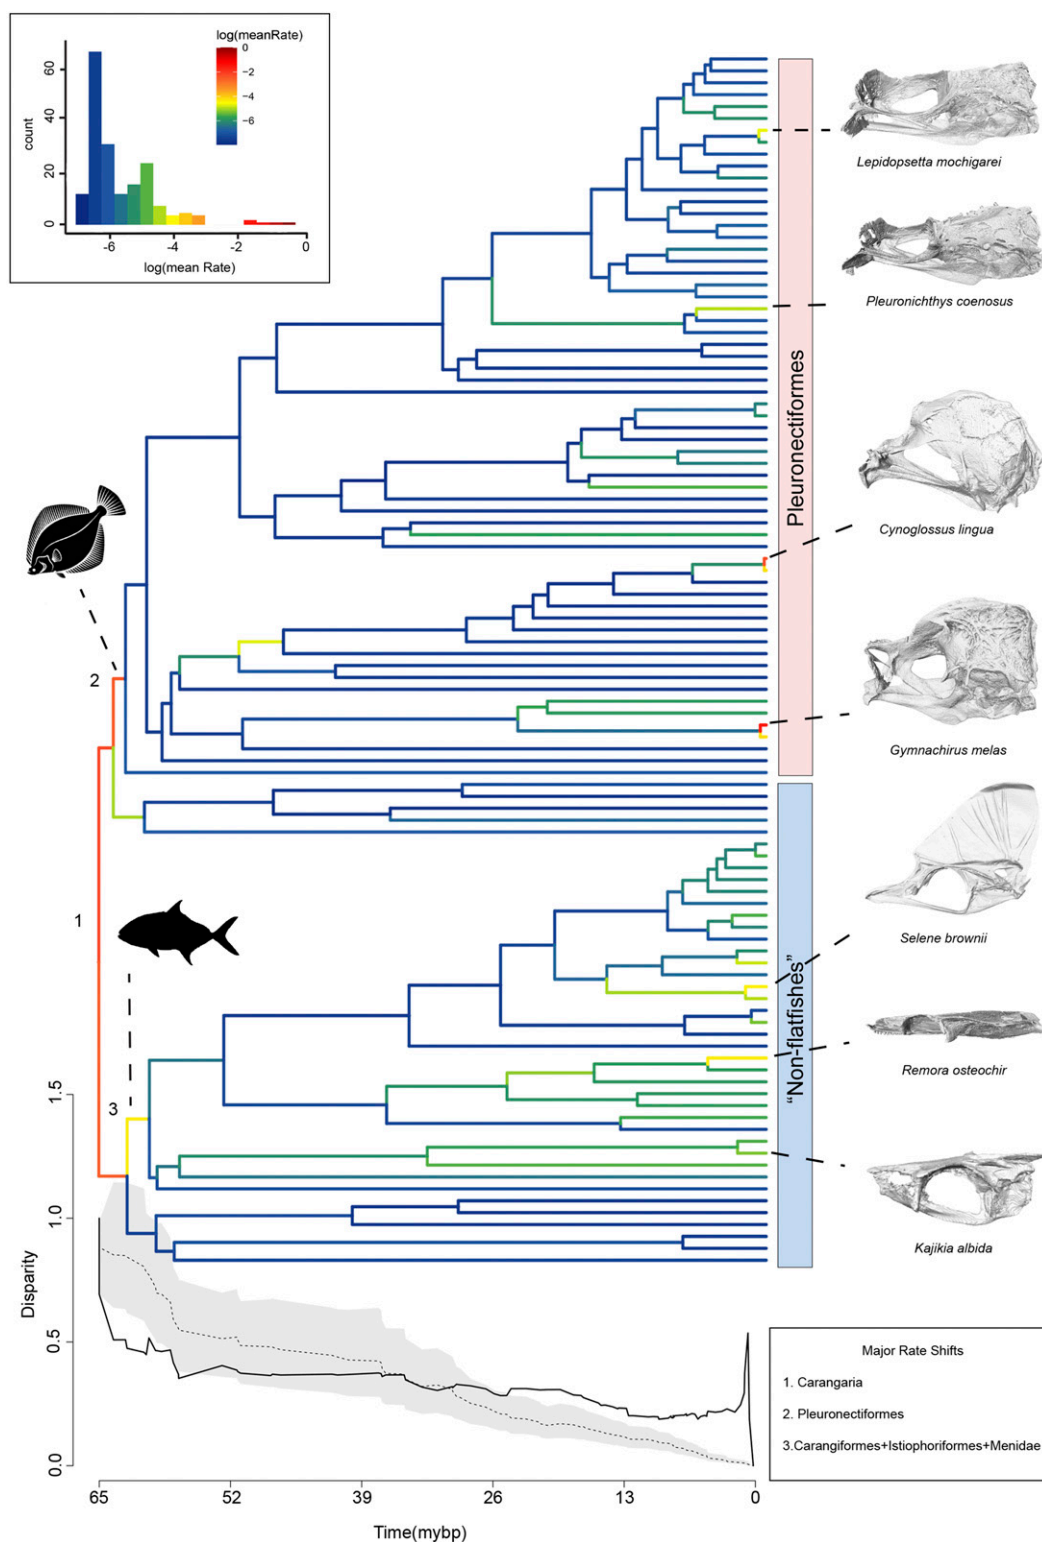 log(meanRate)
0
−2
−4
−6
60
40
20
0
count
-6
-4
-2
0
log(mean Rate)
Lepidopsetta mochigarei
Pleuronichthys coenosus
Pleuronectiformes
Cynoglossus lingua
2
Gymnachirus melas
1
Selene brownii
"Non-flatfishes"
Remora osteochir
3
Kajikia albida
1.5
1.0
0.5
0.0
Disparity
65
52
39
26
13
0
Time(mybp)
Major Rate Shifts
1. Carangaria
2. Pleuronectiformes
3.Carangiformes+Istiophoriformes+Menidae